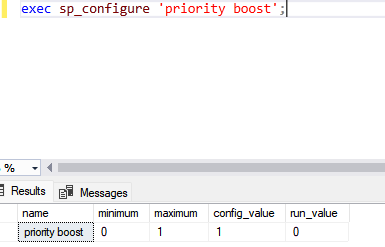 exec sp_configure 'priority boost';
%
Results Messages
name minimum maximum config_value run_value
priority boost 0 1 1 0